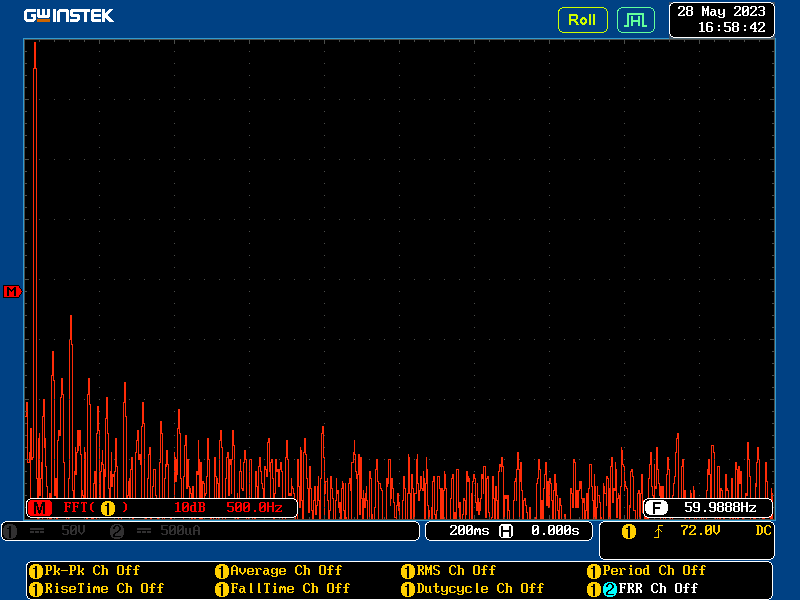 GWINSTEK
Roll
28 May 2023
16:58:42
M
M FFT( 1 ) 10dB 500.0Hz
F 59.9888Hz
1 50V 2 500uA
200ms H 0.000s
1 72.0V DC
1 Pk-Pk Ch Off 1 Average Ch Off 1 RMS Ch Off 1 Period Ch Off
1 RiseTime Ch Off 1 FallTime Ch Off 1 Dutycycle Ch Off 1 2 FRR Ch Off